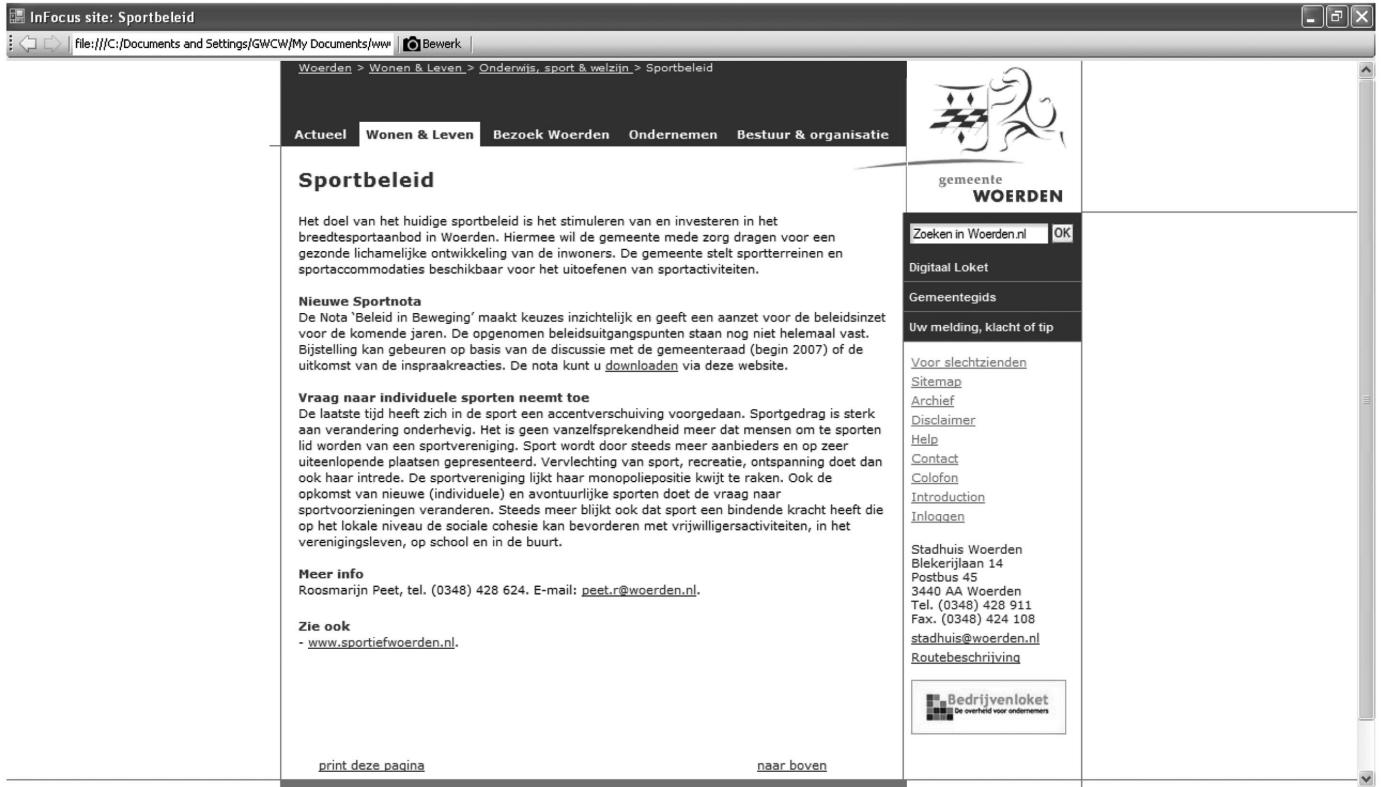 InFocus site: Sportbeleid
file:///C:/Documents and Settings/GWCW/My Documents/www
Bewerk
Woerden > Wonen & Leven > Onderwijs, sport & welzijn > Sportbeleid
Actueel Wonen & Leven Bezoek Woerden Ondernemen Bestuur & organisatie
gemeente
WOERDEN
Sportbeleid
Het doel van het huidige sportbeleid is het stimuleren van en investeren in het
breedtesportaanbod in Woerden. Hiermee wil de gemeente mede zorg dragen voor een
gezonde lichamelijke ontwikkeling van de inwoners. De gemeente stelt sportterreinen en
sportaccommodaties beschikbaar voor het uitoefenen van sportactiviteiten.
Nieuwe Sportnota
De Nota ‘Beleid in Beweging’ maakt keuzes inzichtelijk en geeft een aanzet voor de beleidsinzet
voor de komende jaren. De opgenomen beleidsuitgangspunten staan nog niet helemaal vast.
Bijstelling kan gebeuren op basis van de discussie met de gemeenteraad (begin 2007) of de
uitkomst van de inspraakreacties. De nota kunt u downloaden via deze website.
Vraag naar individuele sporten neemt toe
De laatste tijd heeft zich in de sport een accentverschuiving voorgedaan. Sportgedrag is sterk
aan verandering onderhevig. Het is geen vanzelfsprekendheid meer dat mensen om te sporten
lid worden van een sportvereniging. Sport wordt door steeds meer aanbieders en op zeer
uiteenlopende plaatsen gepresenteerd. Vervlechting van sport, recreatie, ontspanning doet dan
ook haar intrede. De sportvereniging lijkt haar monopoliepositie kwijt te raken. Ook de
opkomst van nieuwe (individuele) en avontuurlijke sporten doet de vraag naar
sportvoorzieningen veranderen. Steeds meer blijkt ook dat sport een bindende kracht heeft die
op het lokale niveau de sociale cohesie kan bevorderen met vrijwilligersactiviteiten, in het
verenigingsleven, op school en in de buurt.
Meer info
Roosmarijn Peet, tel. (0348) 428 624. E-mail: peet.r@woerden.nl.
Zie ook
- www.sportiefwoerden.nl.
print deze pagina
naar boven
Zoeken in Woerden.nl OK
Digitaal Loket
Gemeentegids
Uw melding, klacht of tip
Voor slechtzienden
Sitemap
Archief
Disclaimer
Help
Contact
Colofon
Introduction
Inloggen
Stadhuis Woerden
Blekerijlaan 14
Postbus 45
3440 AA Woerden
Tel. (0348) 428 911
Fax. (0348) 424 108
stadhuis@woerden.nl
Routebeschrijving
Bedrijvenloket
De overheid voor ondernemers